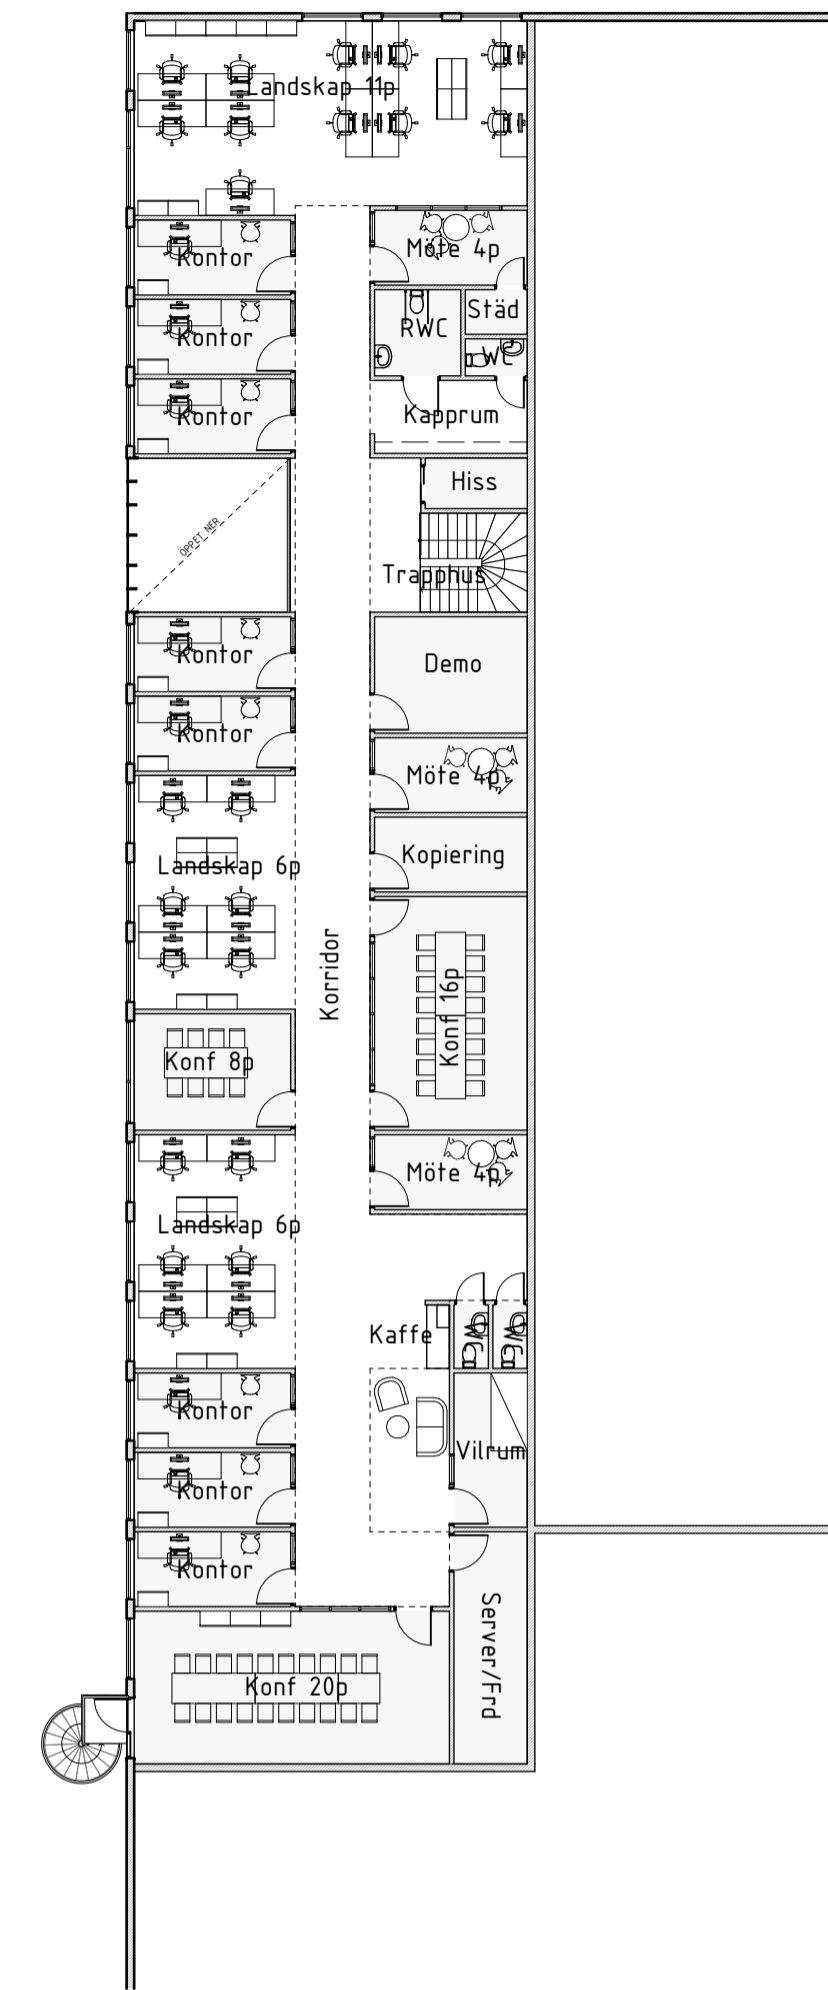 Landskap 11p
Kontor
Möte 4p
Städ
RWC
Kontor
WC
Kontor
Kapprum
Hiss
ÖPPET NER
Trapphus
Kontor
Demo
Kontor
Möte 4p
Kopiering
Landskap 6p
Korridor
Konf 16p
Konf 8p
Möte 4p
Landskap 6p
Kaffe
WC
WC
Kontor
Vilrum
Kontor
Kontor
Server/Frd
Konf 20p